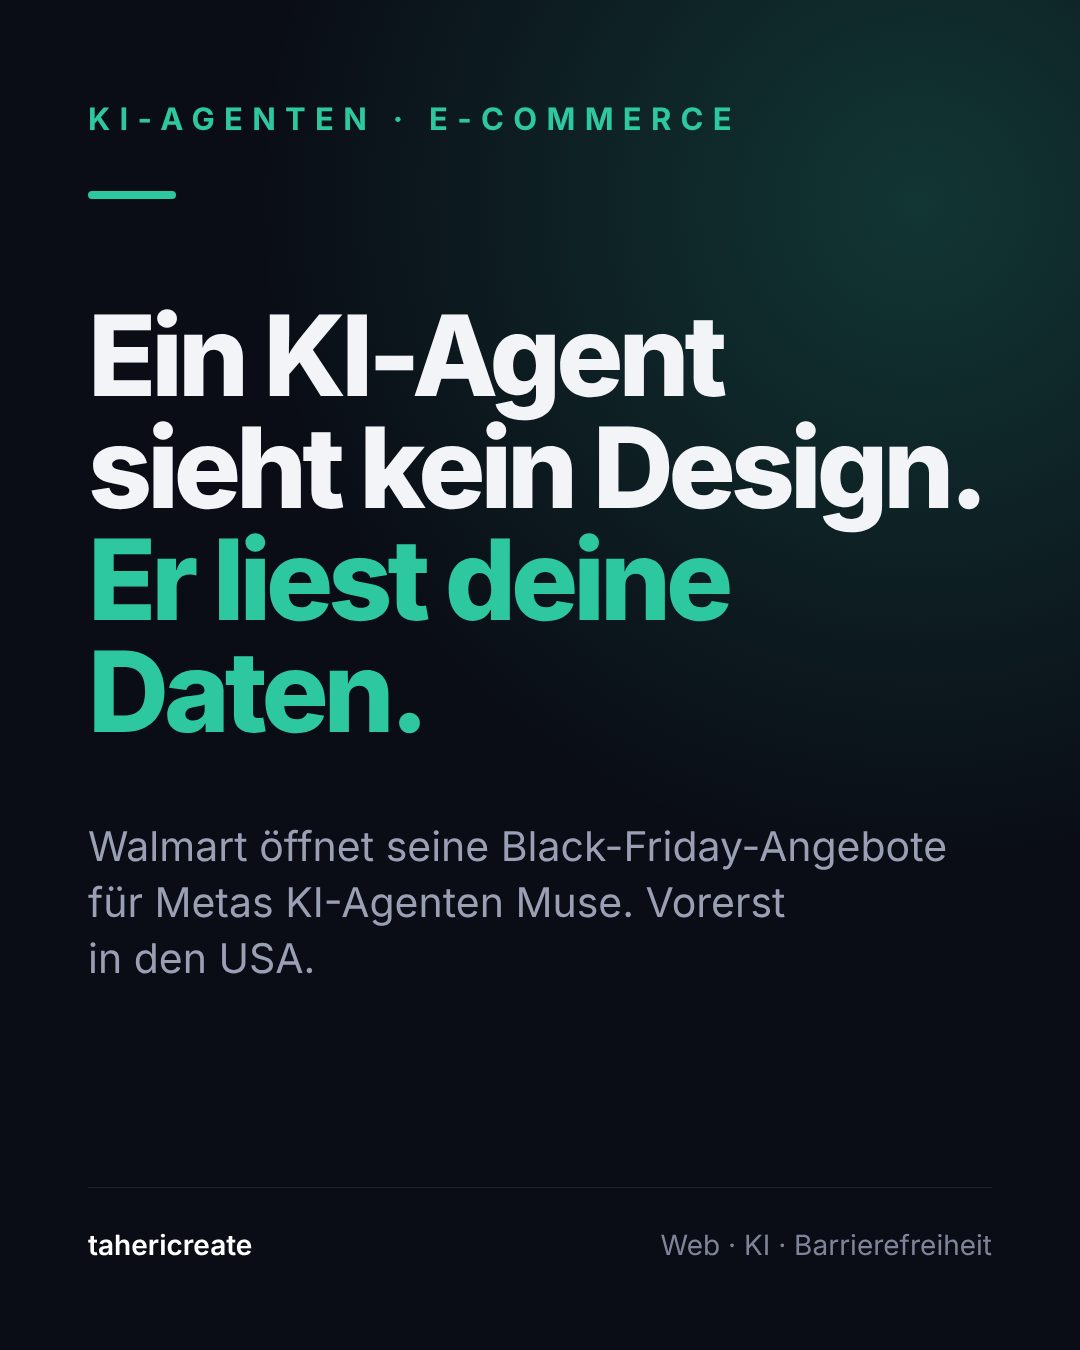 KI-AGENTEN · E-COMMERCE
Ein KI-Agent
sieht kein Design.
Er liest deine
Daten.
Walmart öffnet seine Black-Friday-Angebote
für Metas KI-Agenten Muse. Vorerst
in den USA.
tahericreate
Web · KI · Barrierefreiheit